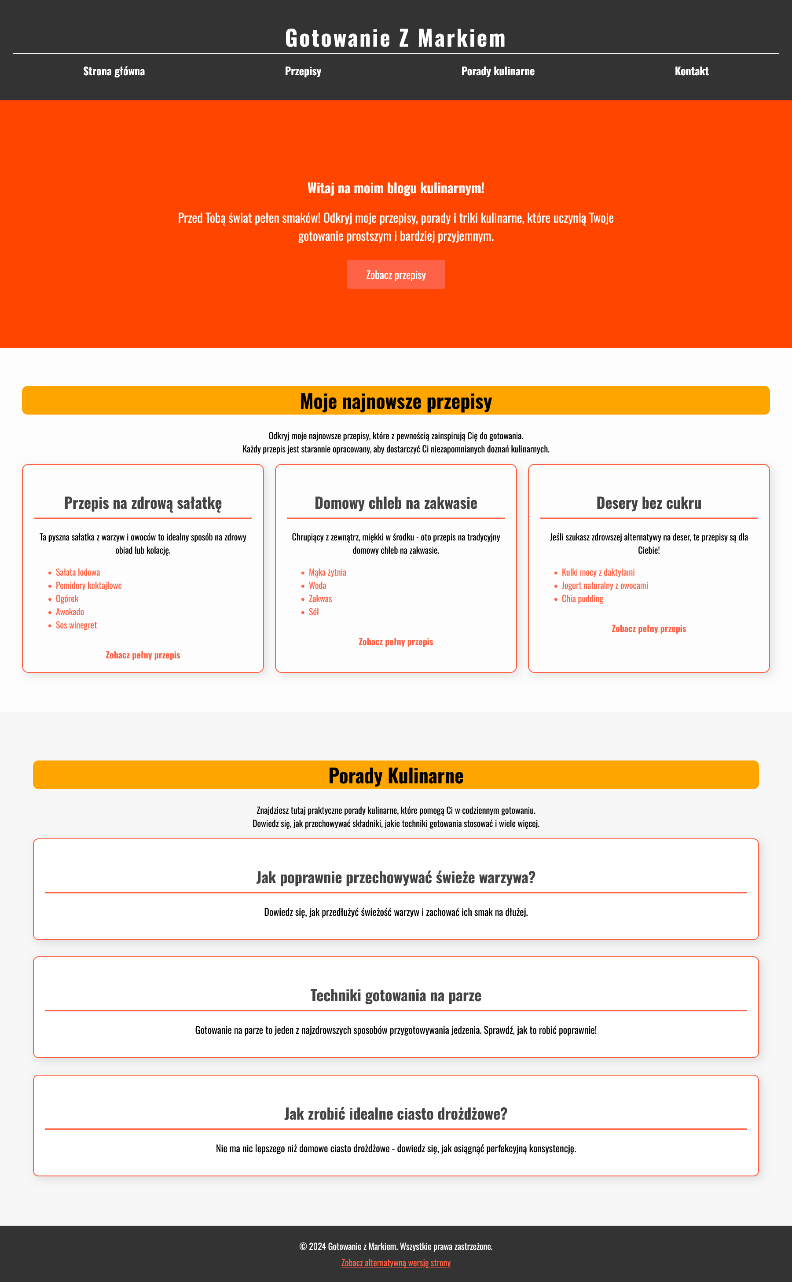 Gotowanie Z Markiem
Strona główna
Przepisy
Porady kulinarne
Kontakt
Witaj na moim blogu kulinarnym!
Przed Tobą świat pełen smaków! Odkryj moje przepisy, porady i triki kulinarne, które uczynią Twoje
gotowanie prostszym i bardziej przyjemnym.
Zobacz przepisy
Moje najnowsze przepisy
Odkryj moje najnowsze przepisy, które z pewnością zainspirują Cię do gotowania.
Każdy przepis jest starannie opracowany, aby dostarczyć Ci niezapomnianych doznań kulinarnych.
Przepis na zdrową sałatkę
Ta pyszna sałatka z warzyw i owoców to idealny sposób na zdrowy
obiad lub kolację.
Sałata lodowa
Pomidory koktajlowe
Ogórek
Awokado
Sos winegret
Zobacz pełny przepis
Domowy chleb na zakwasie
Chrupiący z zewnątrz, miękki w środku - oto przepis na tradycyjny
domowy chleb na zakwasie.
Mąka żytnia
Woda
Zakwas
Sól
Zobacz pełny przepis
Desery bez cukru
Jeśli szukasz zdrowszej alternatywy na deser, te przepisy są dla
Ciebie!
Kulki mocy z daktylami
Jogurt naturalny z owocami
Chia pudding
Zobacz pełny przepis
Porady Kulinarne
Znajdziesz tutaj praktyczne porady kulinarne, które pomogą Ci w codziennym gotowaniu.
Dowiedz się, jak przechowywać składniki, jakie techniki gotowania stosować i wiele więcej.
Jak poprawnie przechowywać świeże warzywa?
Dowiedz się, jak przedłużyć świeżość warzyw i zachować ich smak na dłużej.
Techniki gotowania na parze
Gotowanie na parze to jeden z najzdrowszych sposobów przygotowywania jedzenia. Sprawdź, jak to robić poprawnie!
Jak zrobić idealne ciasto drożdżowe?
Nie ma nic lepszego niż domowe ciasto drożdżowe - dowiedz się, jak osiągnąć perfekcyjną konsystencję.
© 2024 Gotowanie z Markiem. Wszystkie prawa zastrzeżone.
Zobacz alternatywną wersję strony